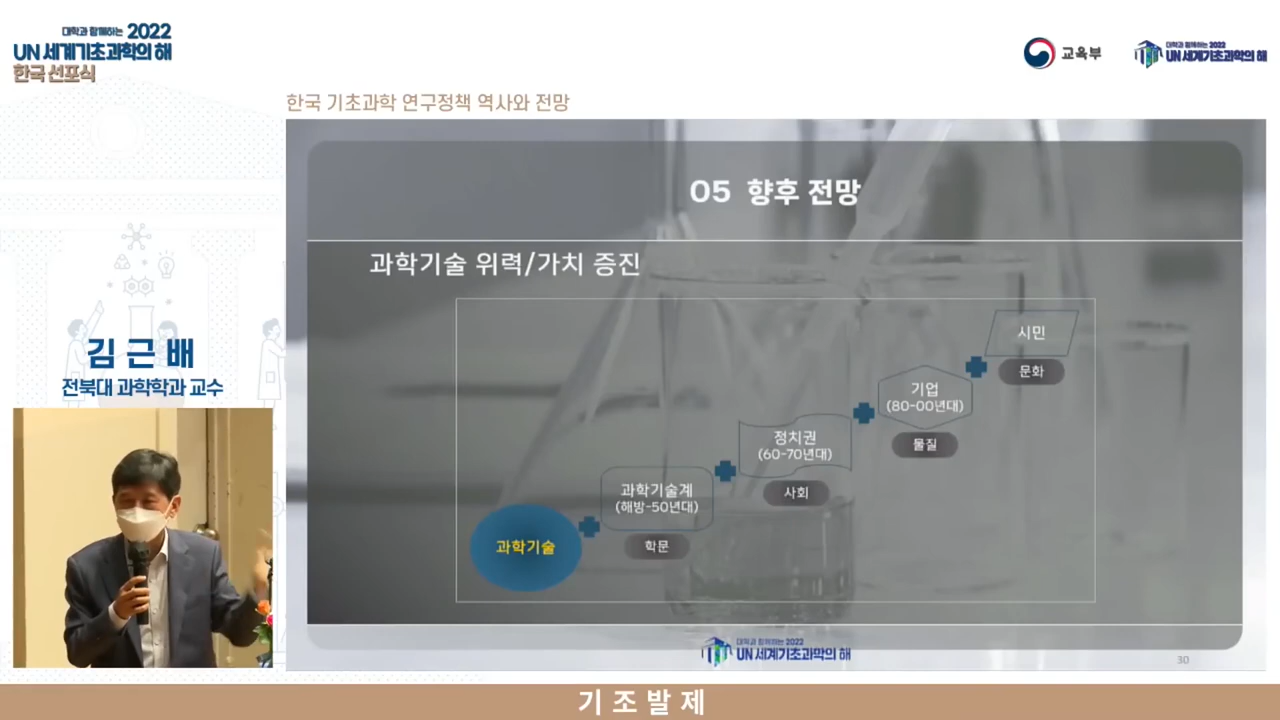 대학과 함께하는 2022
UN 세계기초과학의 해
한국 선포식
교육부
대학과 함께하는 2022
UN 세계기초과학의 해
한국 기초과학 연구정책 역사와 전망
05 향후 전망
과학기술 위력/가치 증진
시민
문화
기업
(80-00년대)
물질
정치권
(60-70년대)
사회
과학기술계
(해방-50년대)
학문
과학기술
김근배
전북대 과학학과 교수
대학과 함께하는 2022
UN 세계기초과학의 해
30
기조발제